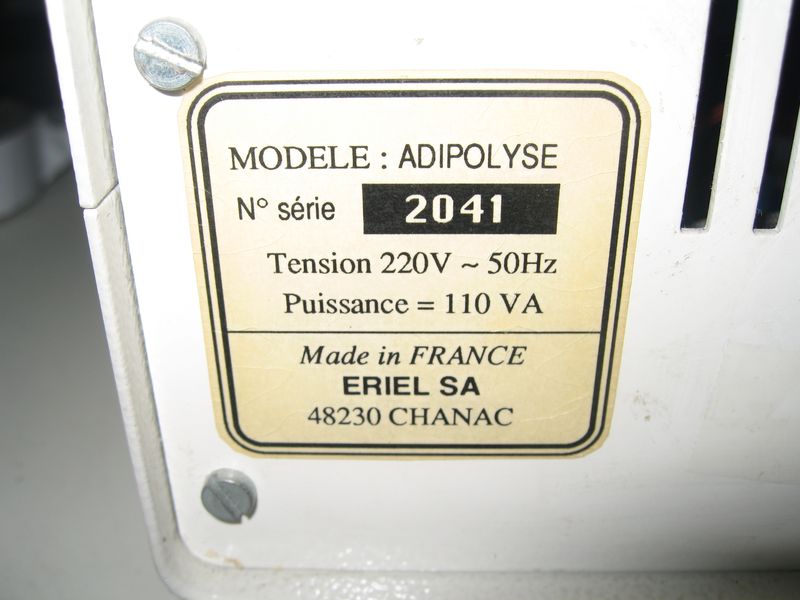 MODELE : ADIPOLYSE
N° série 2041
Tension 220V ~ 50Hz
Puissance = 110 VA
Made in FRANCE
ERIEL SA
48230 CHANAC